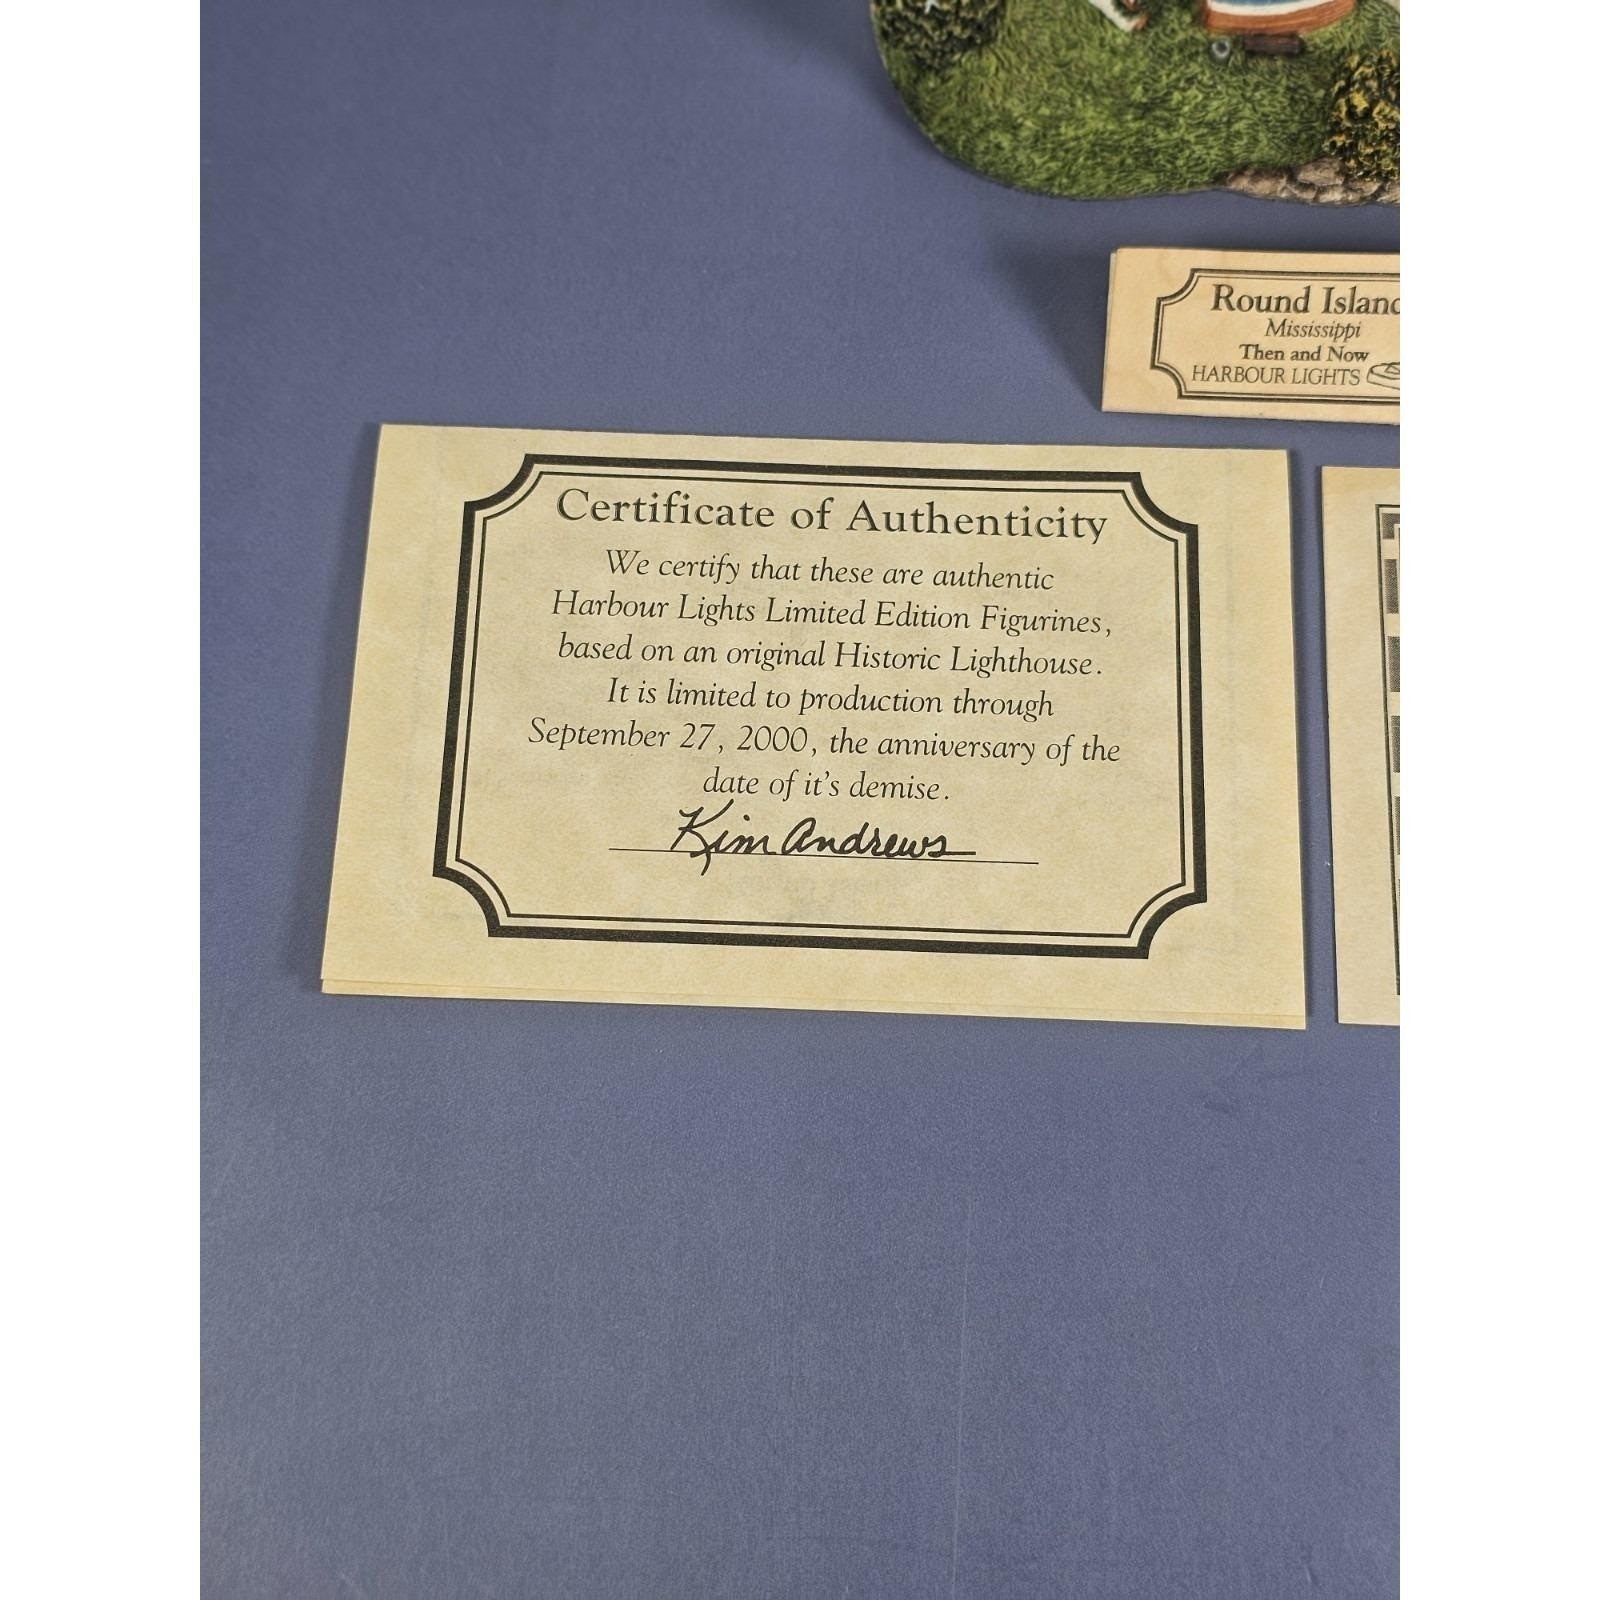 Round Island
Mississippi
Then and Now
HARBOUR LIGHTS
Certificate of Authenticity
We certify that these are authentic
Harbour Lights Limited Edition Figurines,
based on an original Historic Lighthouse.
It is limited to production through
September 27, 2000, the anniversary of the
date of it's demise.
Kim Andrews